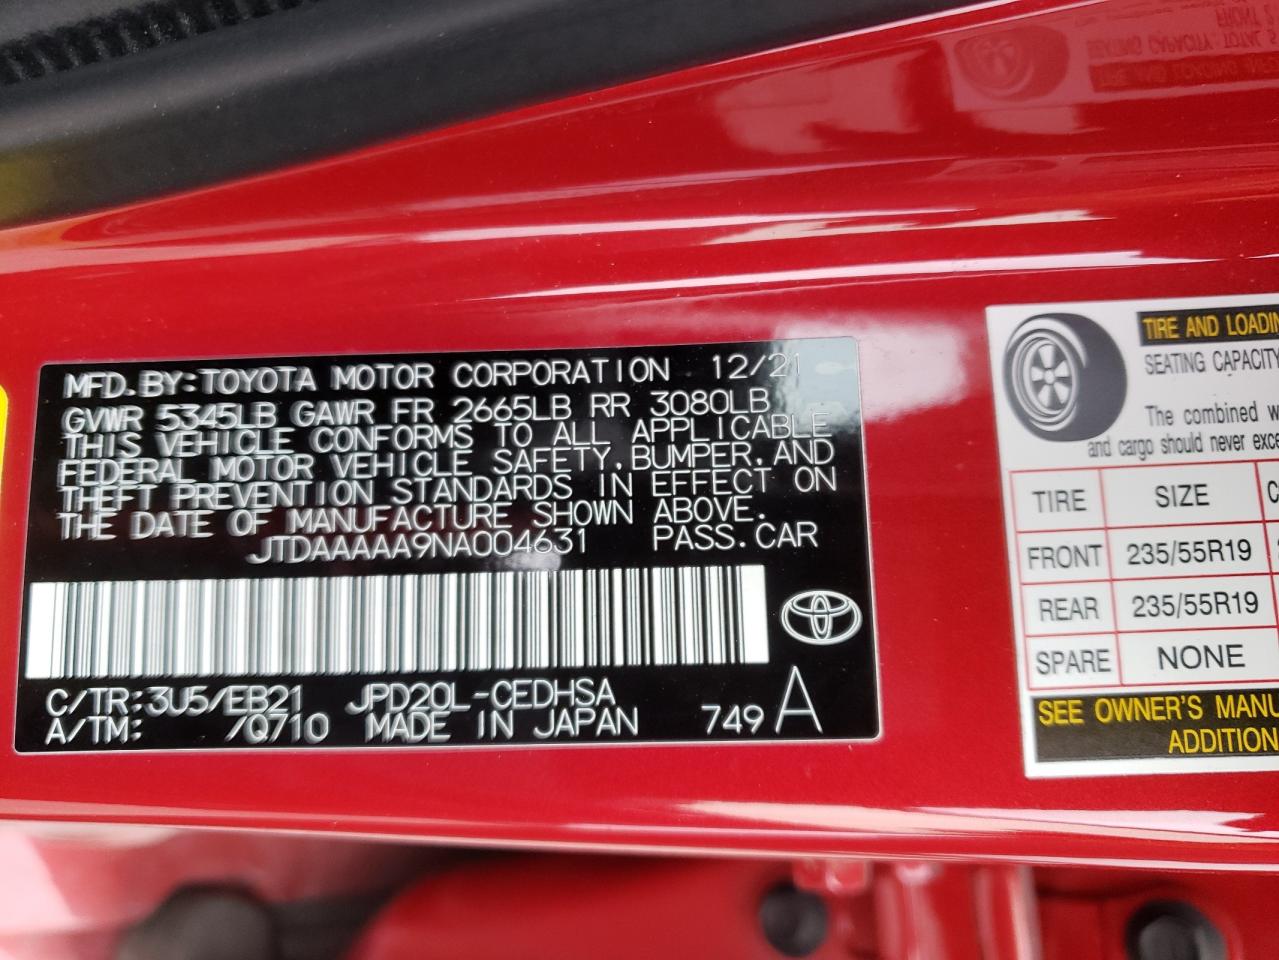 MFD.BY:TOYOTA MOTOR CORPORATION 12/21
GVWR 5345LB GAWR FR 2665LB RR 3080LB
THIS VEHICLE CONFORMS TO ALL APPLICABLE
FEDERAL MOTOR VEHICLE SAFETY,BUMPER,AND
THEFT PREVENTION STANDARDS IN EFFECT ON
THE DATE OF MANUFACTURE SHOWN ABOVE.
JTDAAAAA9NA004631 PASS.CAR
C/TR:3U5/EB21 JPD20L-CEDHSA
A/TM: /Q710 MADE IN JAPAN 749 A
TIRE AND LOADIN
SEATING CAPACITY
The combined w
and cargo should never exce
TIRE SIZE C
FRONT 235/55R19
REAR 235/55R19
SPARE NONE
SEE OWNER'S MANU
ADDITION